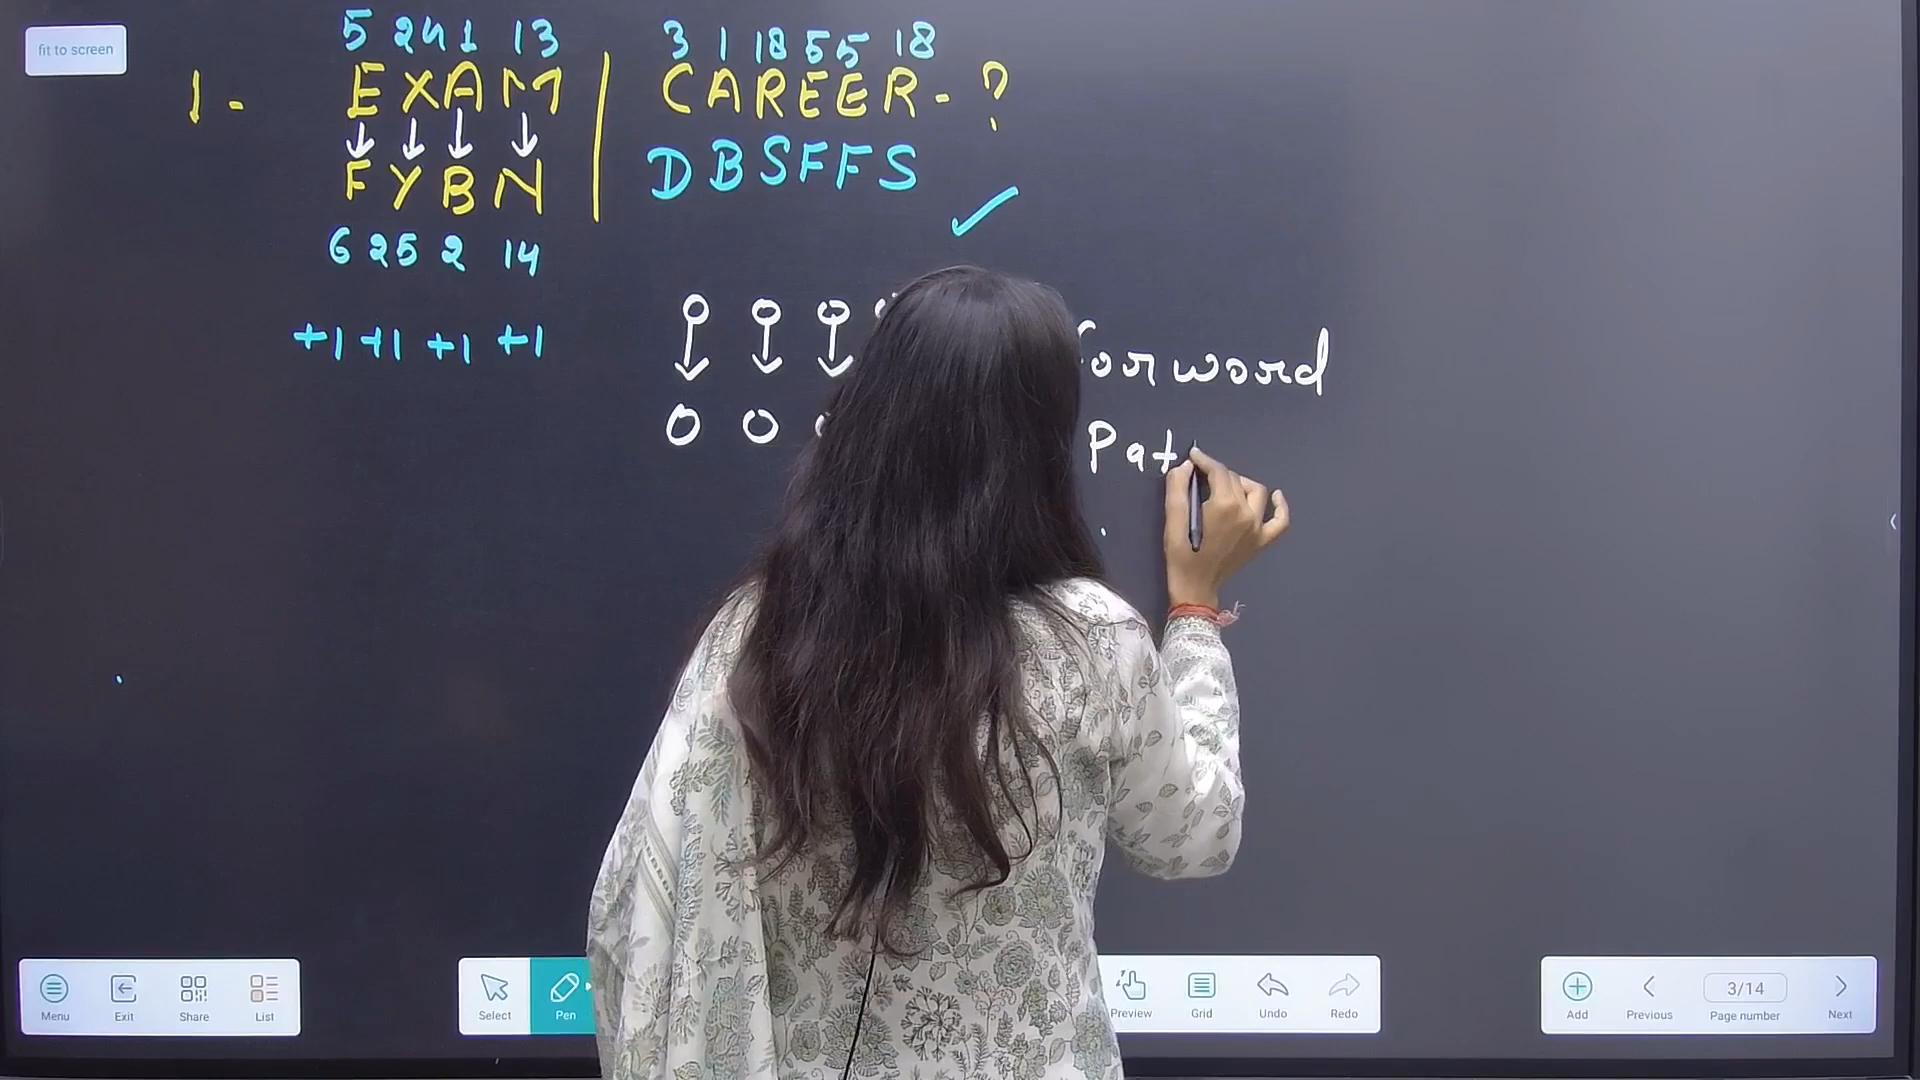 fit to screen
5 24 1 13
3 1 18 5 5 18
1- EXAM
CAREER - ?
FYBN
DBSFFS
6 25 2 14
+1 +1 +1 +1
Forword
Pat
Menu
Exit
Share
List
Select
Pen
Preview
Grid
Undo
Redo
Add
Previous
3/14
Page number
Next